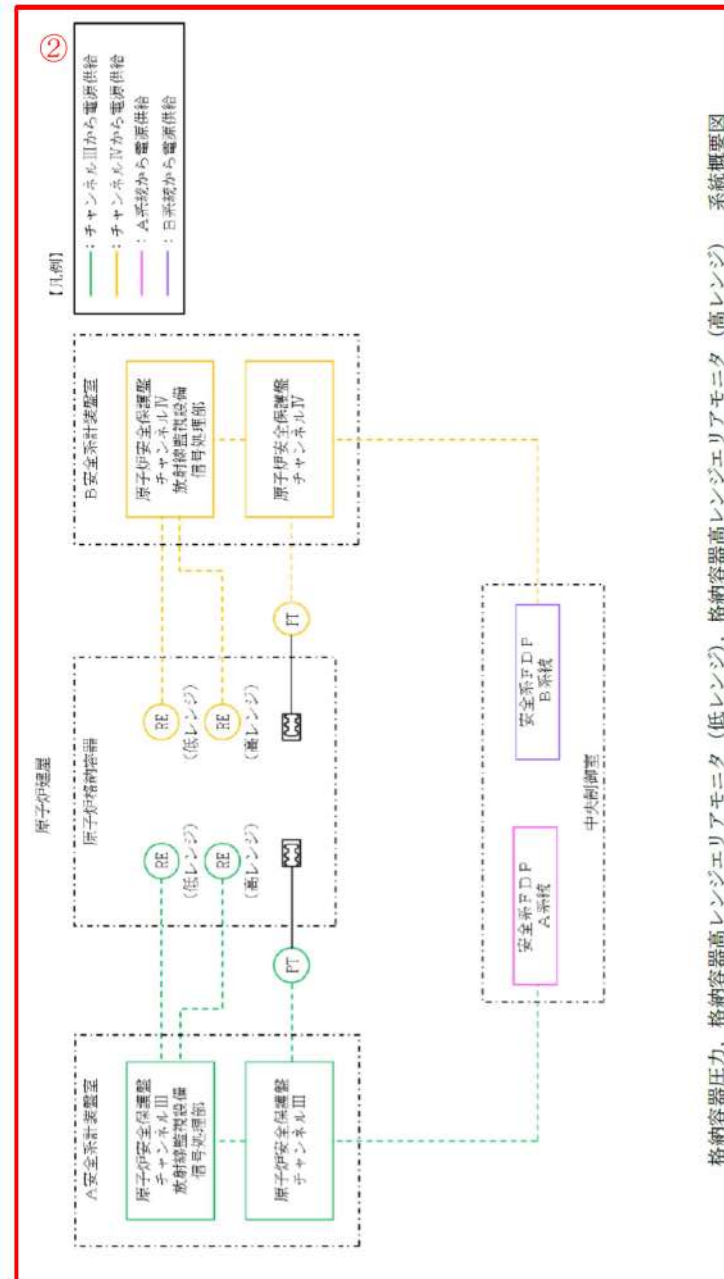 ②
【凡例】
：チャンネルⅢから電源供給
：チャンネルⅣから電源供給
：A系統から電源供給
：B系統から電源供給
原子炉建屋
A安全系計装盤室
原子炉安全保護盤
チャンネルⅢ
放射線監視設備
信号処理部
原子炉安全保護盤
チャンネルⅢ
PT
原子炉格納容器
RE
(低レンジ)
RE
(高レンジ)
RE
(低レンジ)
RE
(高レンジ)
PT
B安全系計装盤室
原子炉安全保護盤
チャンネルⅣ
放射線監視設備
信号処理部
原子炉安全保護盤
チャンネルⅣ
安全系FDP
A系統
安全系FDP
B系統
中央制御室
格納容器圧力，格納容器高レンジエリアモニタ（低レンジ），格納容器高レンジエリアモニタ（高レンジ）　系統概要図